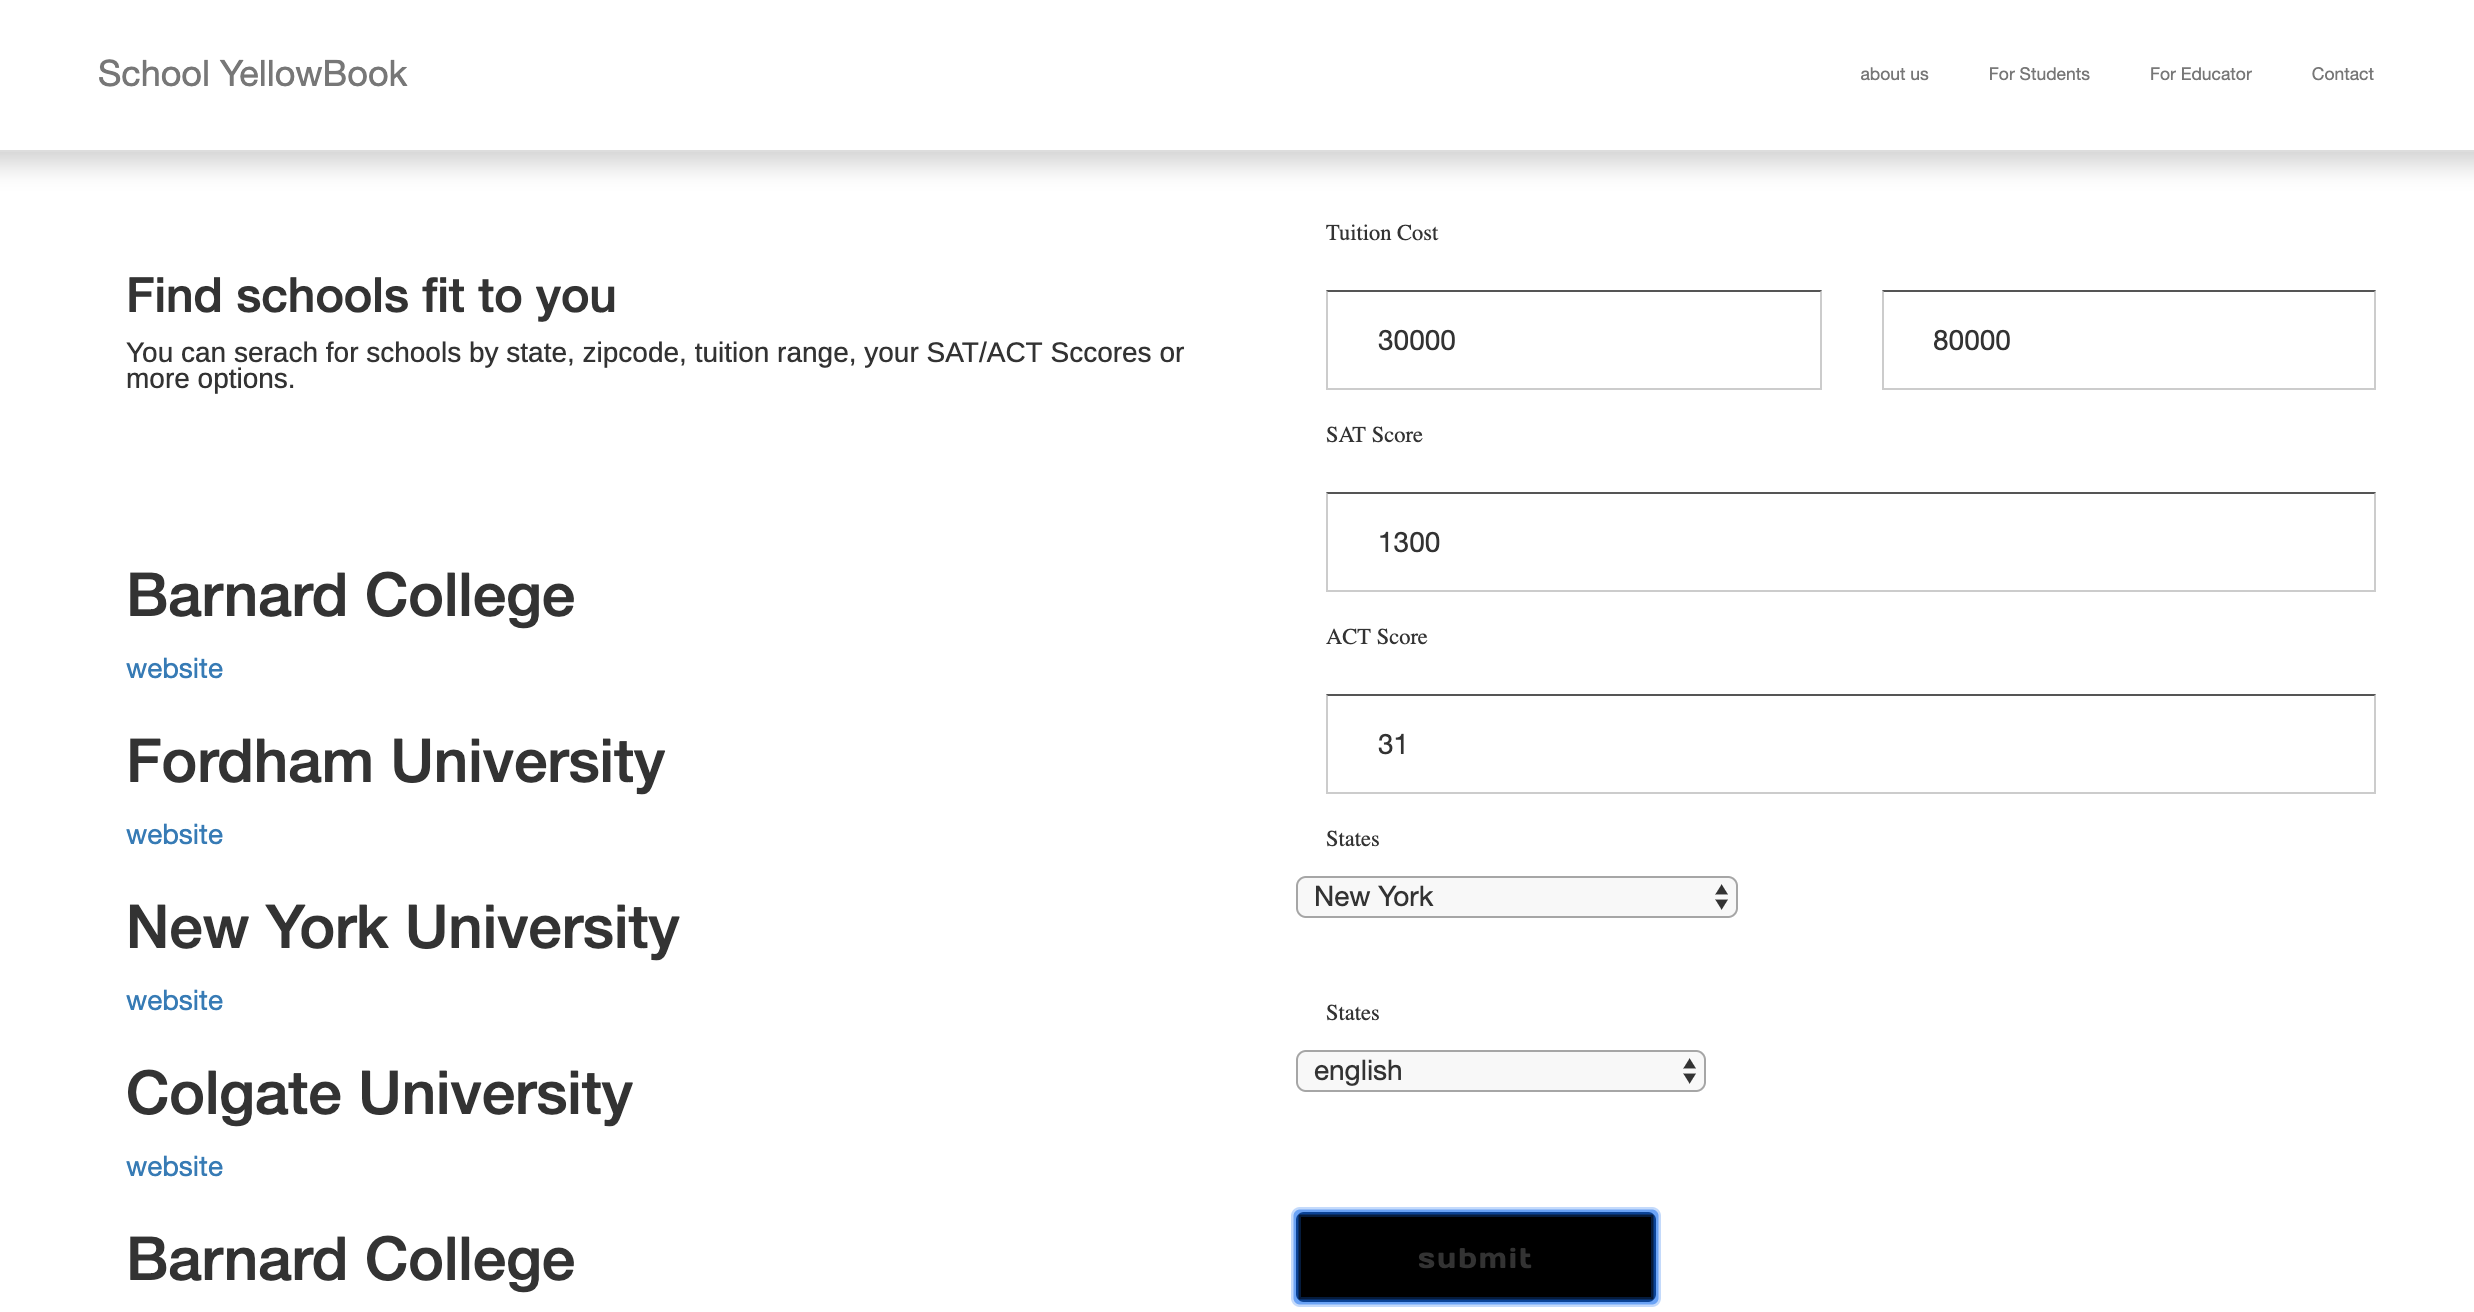 School YellowBook
about us
For Students
For Educator
Contact
Find schools fit to you
You can serach for schools by state, zipcode, tuition range, your SAT/ACT Sccores or
more options.
Barnard College
website
Fordham University
website
New York University
website
Colgate University
website
Barnard College
Tuition Cost
30000
80000
SAT Score
1300
ACT Score
31
States
New York
States
english
submit